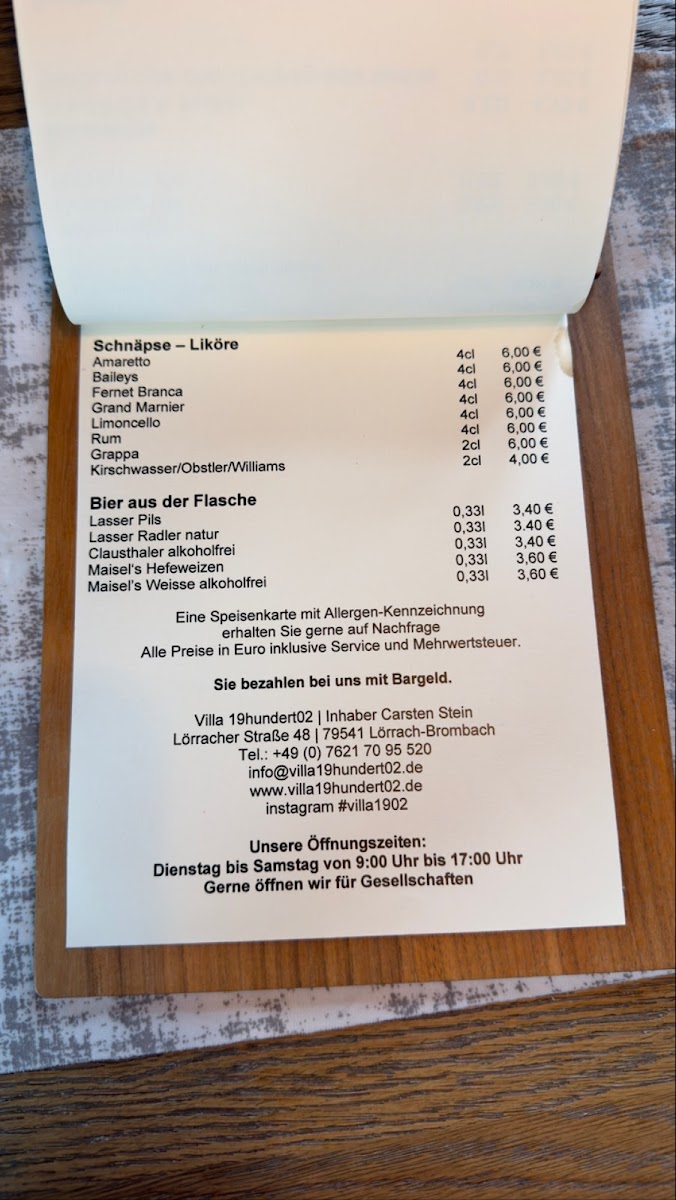 Schnäpse – Liköre
Amaretto 4cl 6,00 €
Baileys 4cl 6,00 €
Fernet Branca 4cl 6,00 €
Grand Marnier 4cl 6,00 €
Limoncello 4cl 6,00 €
Rum 4cl 6,00 €
Grappa 2cl 6,00 €
Kirschwasser/Obstler/Williams 2cl 4,00 €
Bier aus der Flasche
Lasser Pils 0,33l 3,40 €
Lasser Radler natur 0,33l 3.40 €
Clausthaler alkoholfrei 0,33l 3,40 €
Maisel's Hefeweizen 0,33l 3,60 €
Maisel's Weisse alkoholfrei 0,33l 3,60 €
Eine Speisenkarte mit Allergen-Kennzeichnung
erhalten Sie gerne auf Nachfrage
Alle Preise in Euro inklusive Service und Mehrwertsteuer.
Sie bezahlen bei uns mit Bargeld.
Villa 19hundert02 | Inhaber Carsten Stein
Lörracher Straße 48 | 79541 Lörrach-Brombach
Tel.: +49 (0) 7621 70 95 520
info@villa19hundert02.de
www.villa19hundert02.de
instagram #villa1902
Unsere Öffnungszeiten:
Dienstag bis Samstag von 9:00 Uhr bis 17:00 Uhr
Gerne öffnen wir für Gesellschaften